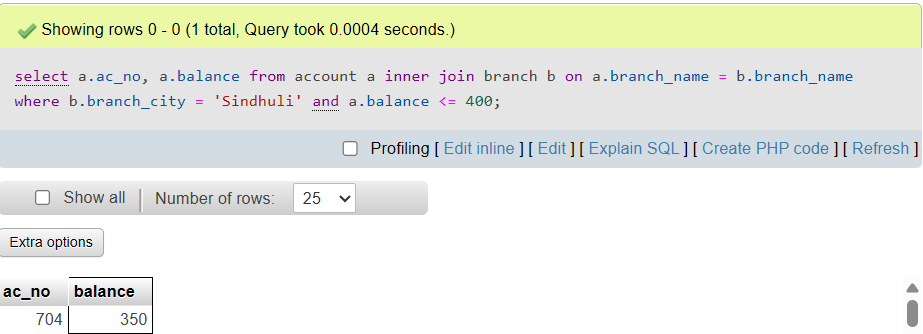 Showing rows 0 - 0 (1 total, Query took 0.0004 seconds.)
select a.ac_no, a.balance from account a inner join branch b on a.branch_name = b.branch_name
where b.branch_city = 'Sindhuli' and a.balance <= 400;
Profiling [ Edit inline ] [ Edit ] [ Explain SQL ] [ Create PHP code ] [ Refresh ]
Show all Number of rows: 25
Extra options
ac_no balance
704 350